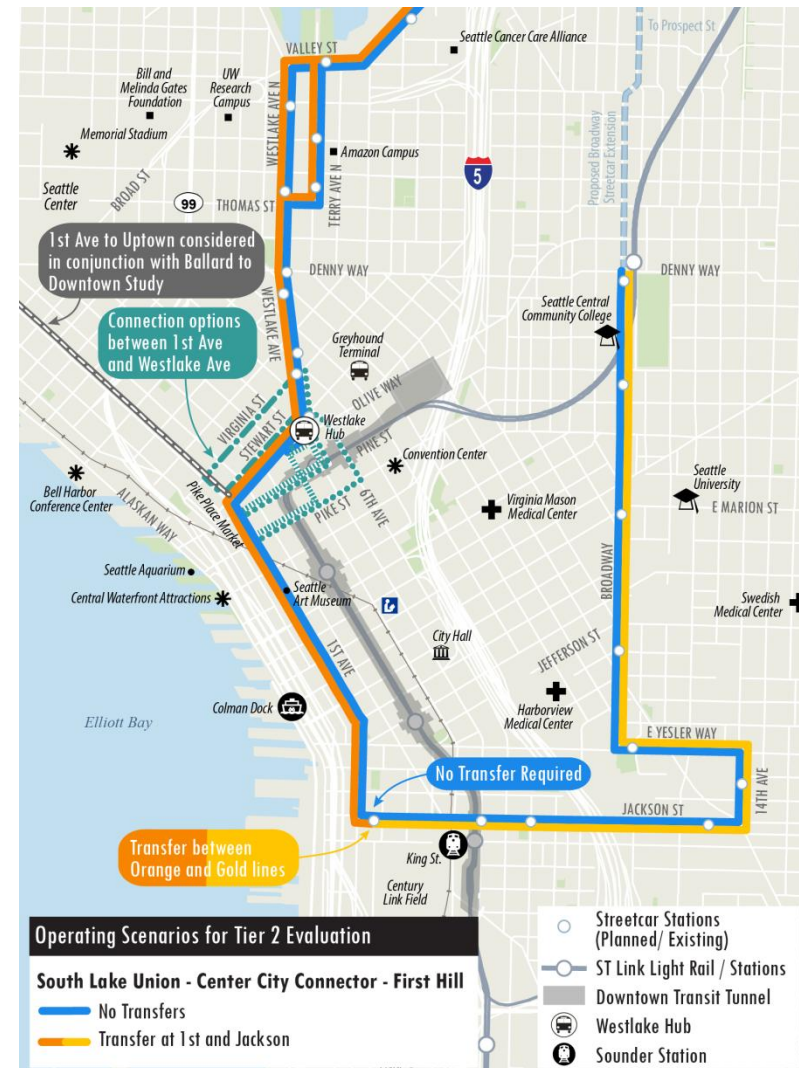 Seattle Cancer Care Alliance
To Prospect St
VALLEY ST
Bill and
Melinda Gates
Foundation
UW
Research
Campus
WESTLAKE AVE N
Memorial Stadium
Amazon Campus
BROAD ST
5
Seattle
Center
99
THOMAS ST
TERRY AVE N
Proposed Broadway
Streetcar Extension
1st Ave to Uptown considered
in conjunction with Ballard to
Downtown Study
DENNY WAY
DENNY WAY
Seattle Central
Community College
Connection options
between 1st Ave
and Westlake Ave
WESTLAKE AVE
Greyhound
Terminal
OLIVE WAY
VIRGINIA ST
STEWART ST
Westlake
Hub
PINE ST
Convention Center
Seattle
University
Bell Harbor
Conference Center
ALASKAN WAY
Pike Place Market
PIKE ST
6TH AVE
Virginia Mason
Medical Center
E MARION ST
Seattle Aquarium
Central Waterfront Attractions
Seattle
Art Museum
BROADWAY
Swedish
Medical Center
City Hall
1ST AVE
JEFFERSON ST
Colman Dock
Harborview
Medical Center
Elliott Bay
E YESLER WAY
No Transfer Required
14TH AVE
JACKSON ST
Transfer between
Orange and Gold lines
King St.
Century
Link Field
Operating Scenarios for Tier 2 Evaluation
South Lake Union - Center City Connector - First Hill
No Transfers
Transfer at 1st and Jackson
Streetcar Stations
(Planned/ Existing)
ST Link Light Rail / Stations
Downtown Transit Tunnel
Westlake Hub
Sounder Station